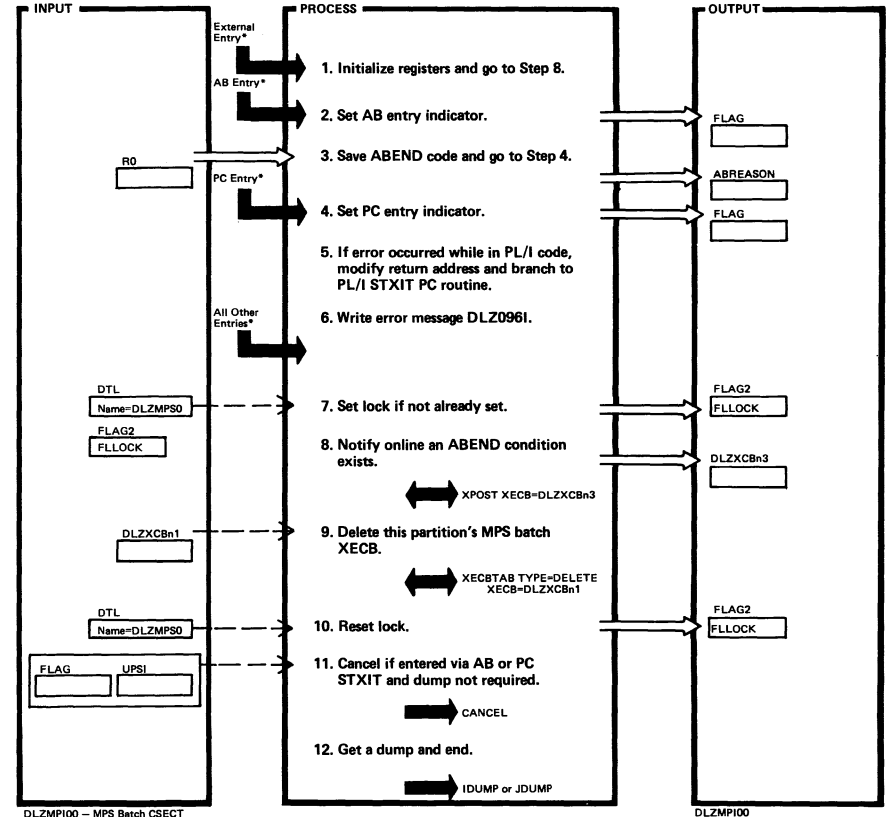 INPUT
PROCESS
OUTPUT
External
Entry*
1. Initialize registers and go to Step 8.
AB Entry*
2. Set AB entry indicator.
FLAG
R0
3. Save ABEND code and go to Step 4.
ABREASON
PC Entry*
4. Set PC entry indicator.
FLAG
5. If error occurred while in PL/I code,
modify return address and branch to
PL/I STXIT PC routine.
All Other
Entries*
6. Write error message DLZ096I.
DTL
Name=DLZMPS0
7. Set lock if not already set.
FLAG2
FLLOCK
FLAG2
FLLOCK
8. Notify online an ABEND condition
exists.
DLZXCBn3
XPOST XECB=DLZXCBn3
DLZXCBn1
9. Delete this partition's MPS batch
XECB.
XECBTAB TYPE=DELETE
XECB=DLZXCBn1
DTL
Name=DLZMPS0
10. Reset lock.
FLAG2
FLLOCK
FLAG
UPSI
11. Cancel if entered via AB or PC
STXIT and dump not required.
CANCEL
12. Get a dump and end.
IDUMP or JDUMP
DLZMPI00 – MPS Batch CSECT
DLZMPI00